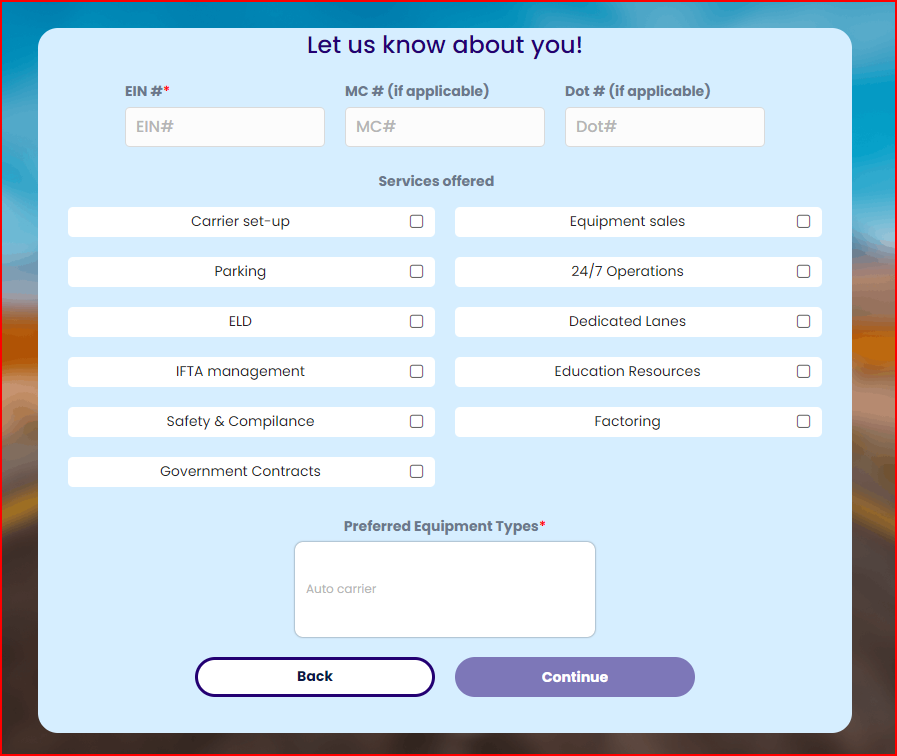 Let us know about you!
EIN #* MC # (if applicable) Dot # (if applicable)
EIN# MC# Dot#
Services offered
Carrier set-up Equipment sales
Parking 24/7 Operations
ELD Dedicated Lanes
IFTA management Education Resources
Safety & Compilance Factoring
Government Contracts
Preferred Equipment Types*
Auto carrier
Back Continue